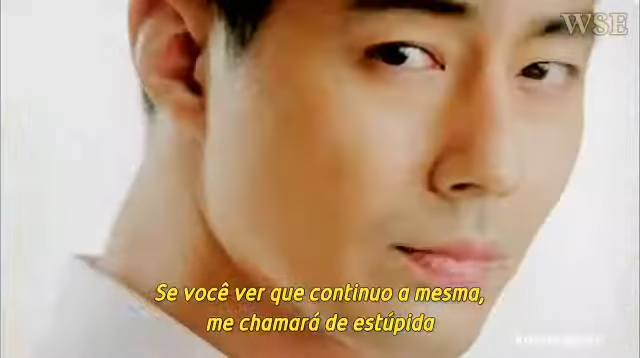 WSE
Se você ver que continuo a mesma,
me chamará de estúpida